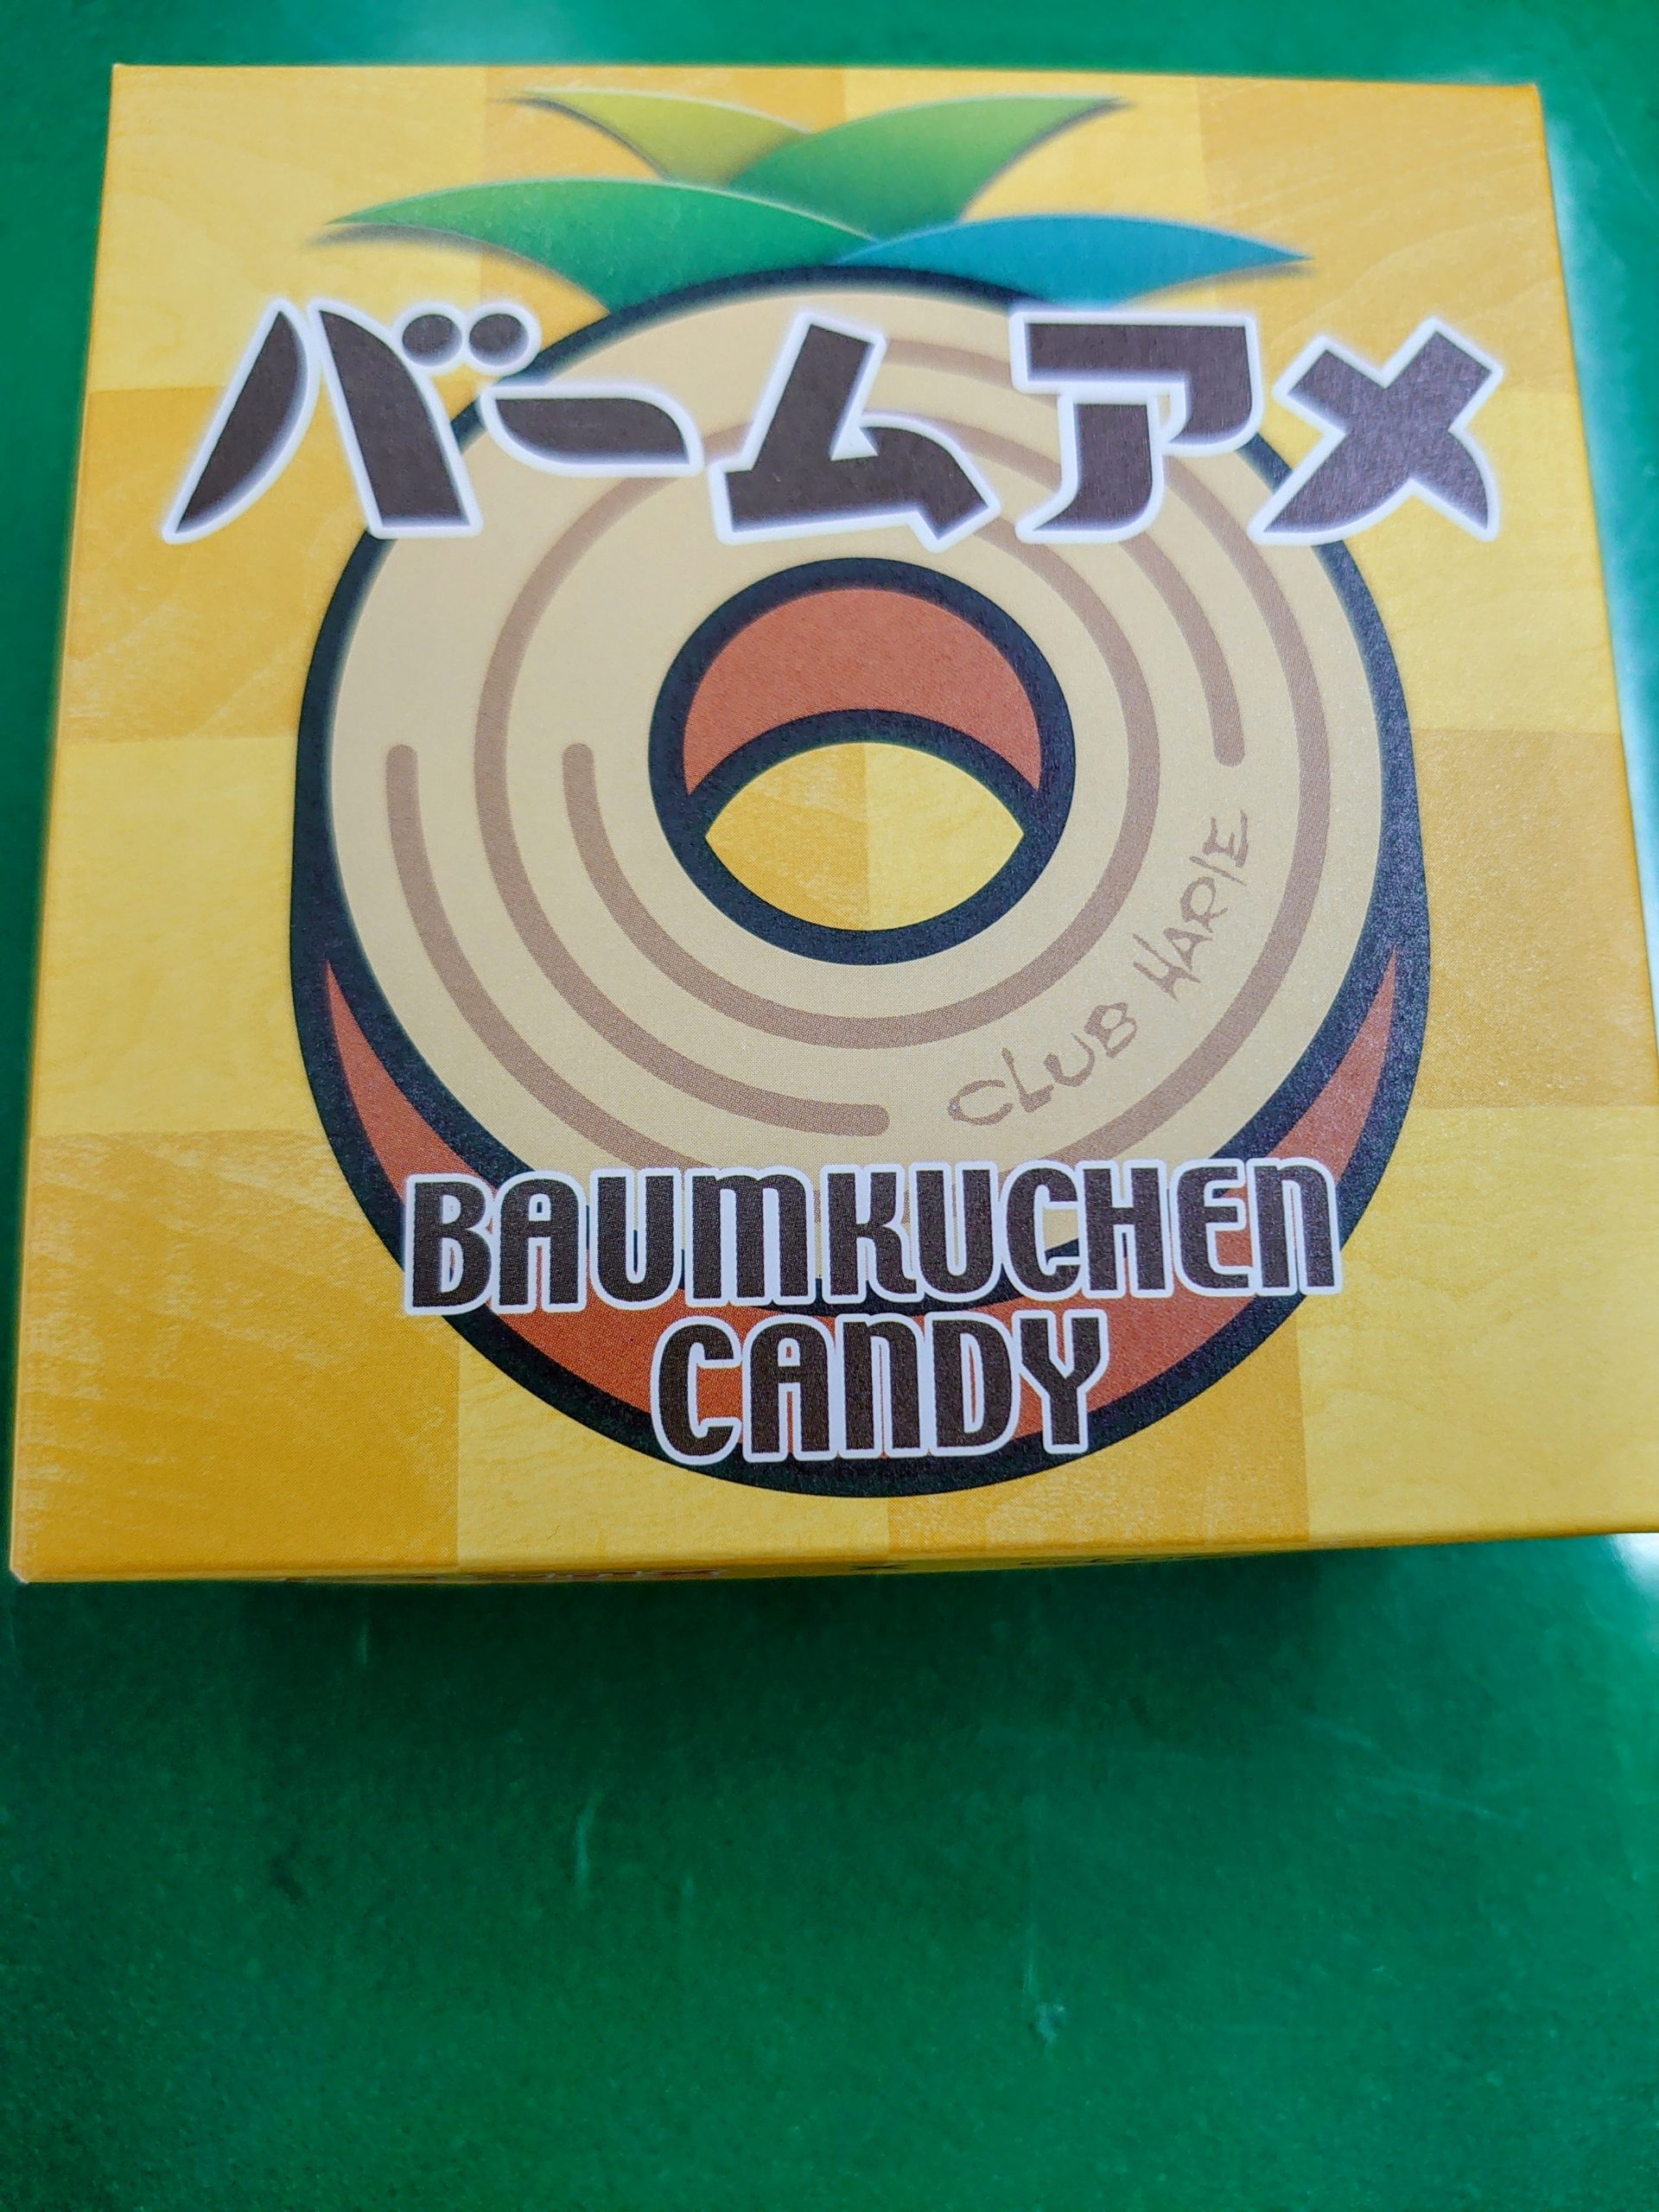 バームアメ
CLUB HARIE
BAUMKUCHEN
CANDY